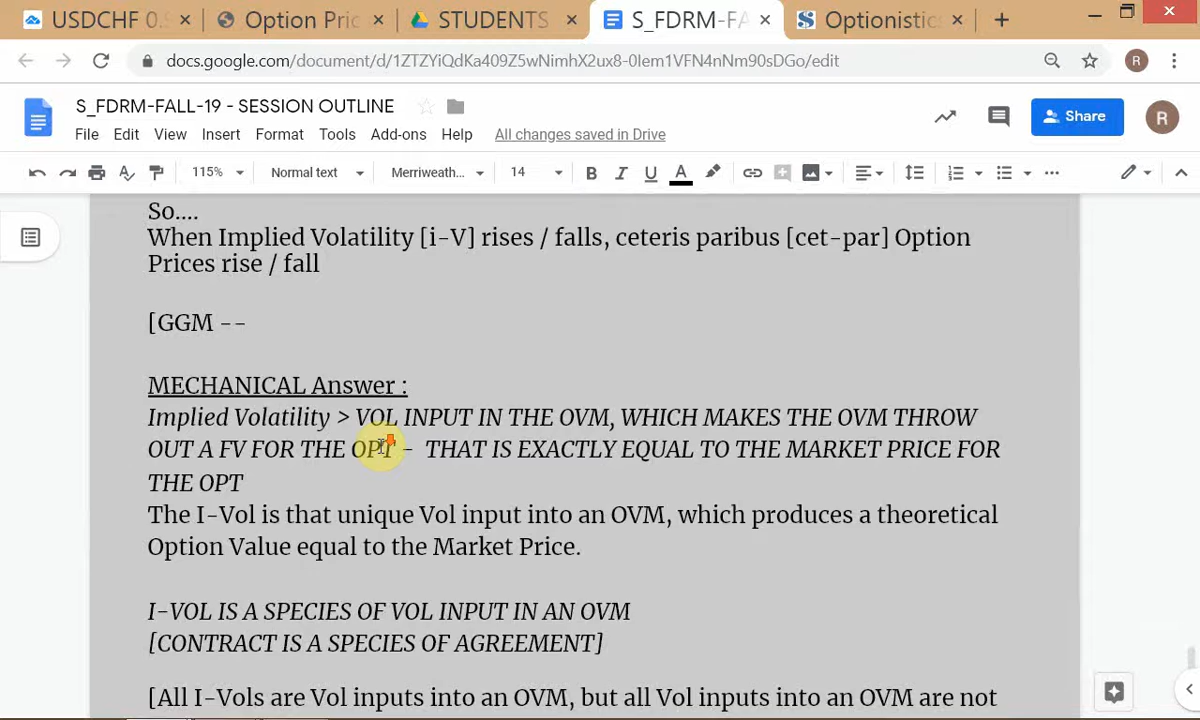 USDCHF 0.
Option Pric
STUDENTS
S_FDRM-FA
Optionistic
docs.google.com/document/d/1ZTZYiQdKa409Z5wNimhX2ux8-0Iem1VFN4nNm90sDGo/edit
R
S_FDRM-FALL-19 - SESSION OUTLINE
File Edit View Insert Format Tools Add-ons Help All changes saved in Drive
Share
R
115% Normal text Merriweath... 14 B I U A
So....
When Implied Volatility [i-V] rises / falls, ceteris paribus [cet-par] Option
Prices rise / fall
[GGM --
MECHANICAL Answer :
Implied Volatility > VOL INPUT IN THE OVM, WHICH MAKES THE OVM THROW
OUT A FV FOR THE OPT - THAT IS EXACTLY EQUAL TO THE MARKET PRICE FOR
THE OPT
The I-Vol is that unique Vol input into an OVM, which produces a theoretical
Option Value equal to the Market Price.
I-VOL IS A SPECIES OF VOL INPUT IN AN OVM
[CONTRACT IS A SPECIES OF AGREEMENT]
[All I-Vols are Vol inputs into an OVM, but all Vol inputs into an OVM are not